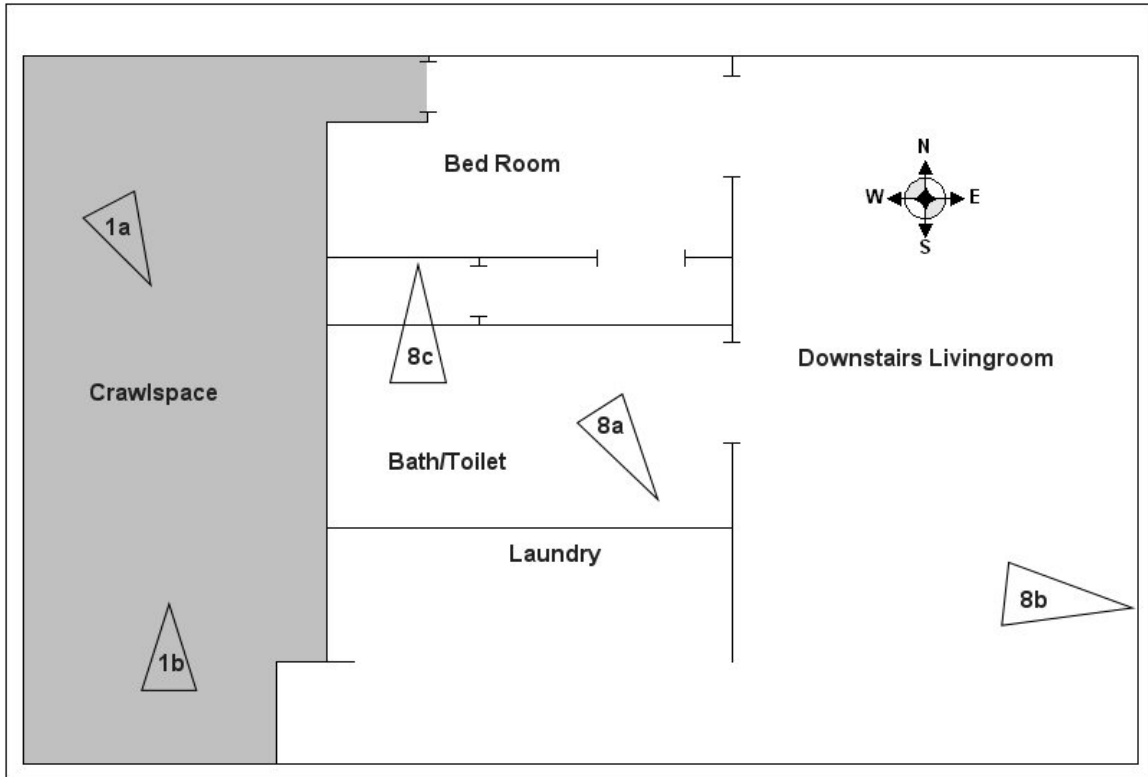 N
Bed Room
W
E
1a
S
8c
Downstairs Livingroom
Crawlspace
8a
Bath/Toilet
Laundry
8b
1b